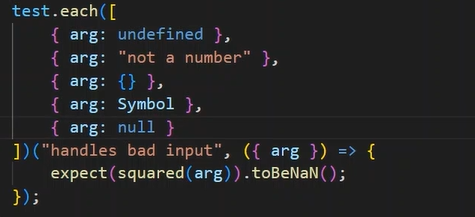 test.each([
    { arg: undefined },
    { arg: "not a number" },
    { arg: {} },
    { arg: Symbol },
    { arg: null }
])("handles bad input", ({ arg }) => {
    expect(squared(arg)).toBeNaN();
});